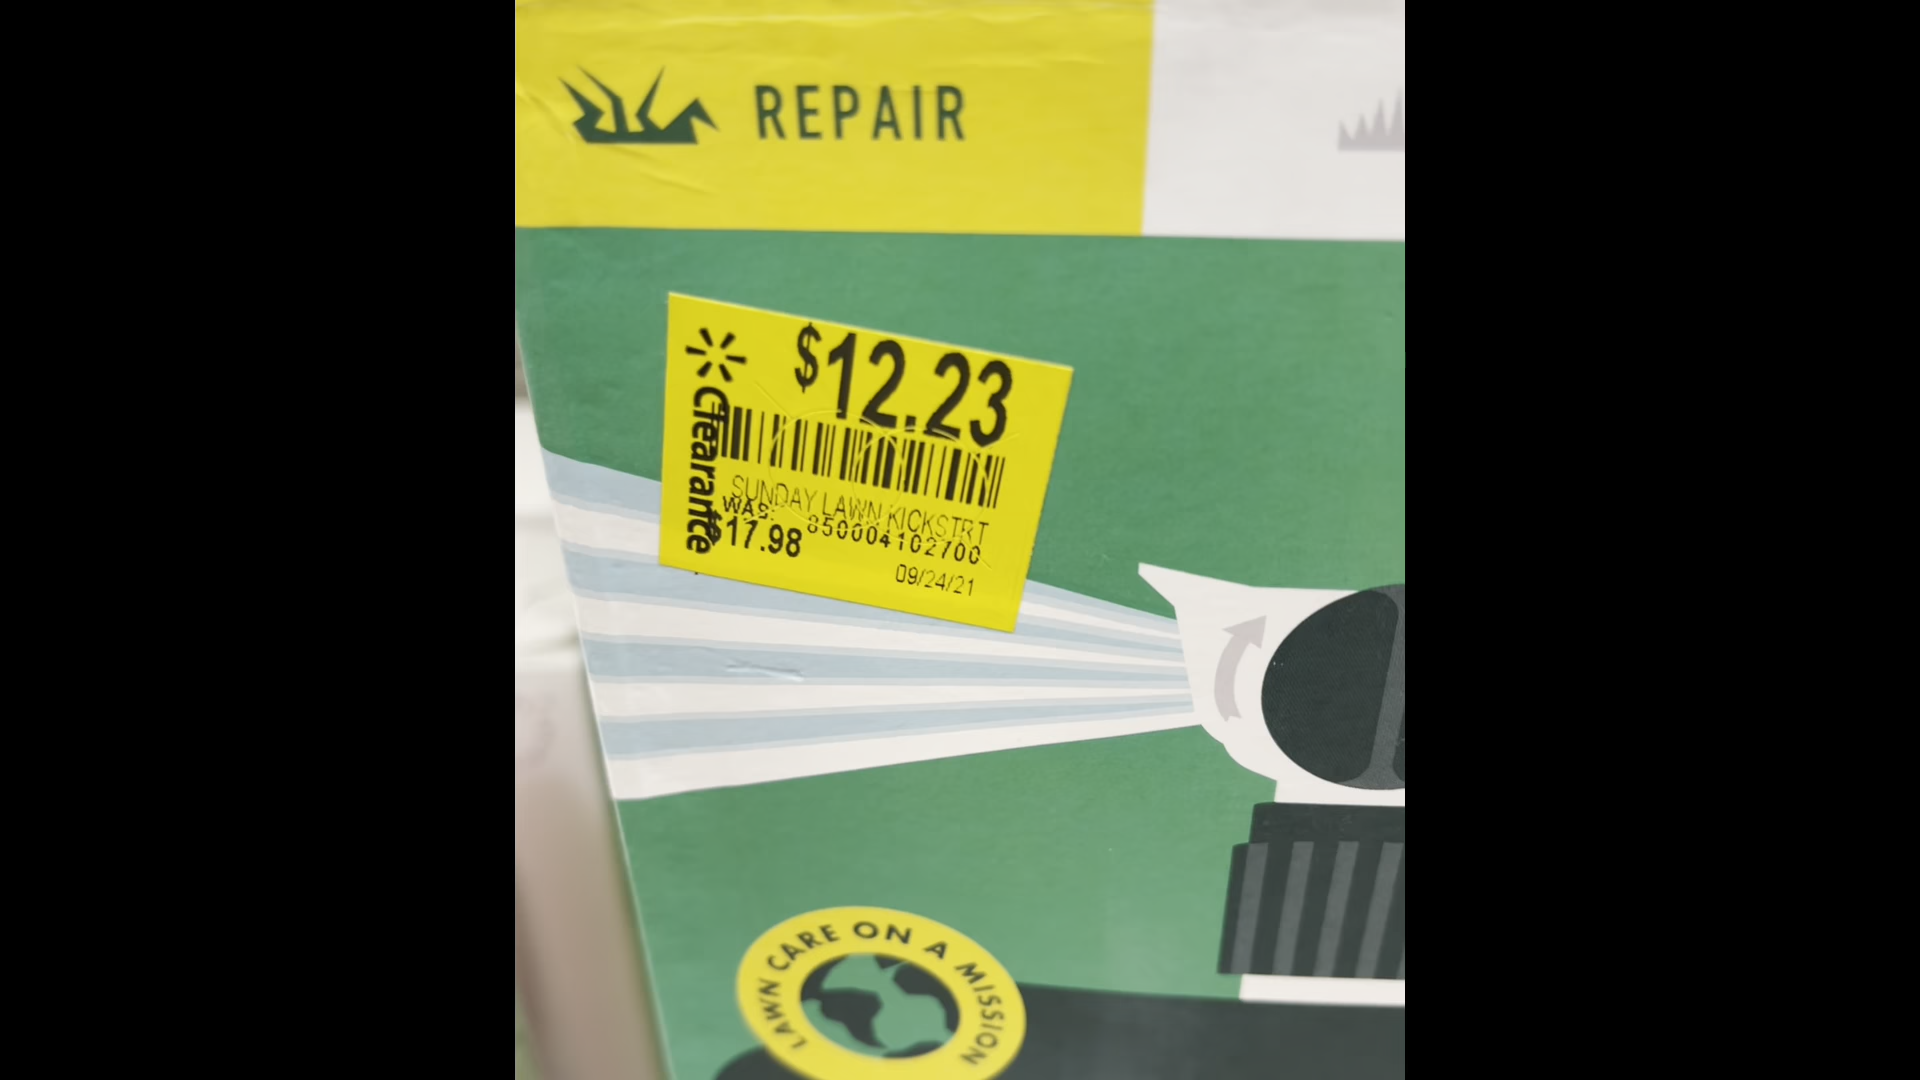 REPAIR
$12.23
Clearance
SUNDAY LAWN KICKSTRT
WAS: 850004102700
$17.98
09/24/21
LAWN CARE ON A MISSION